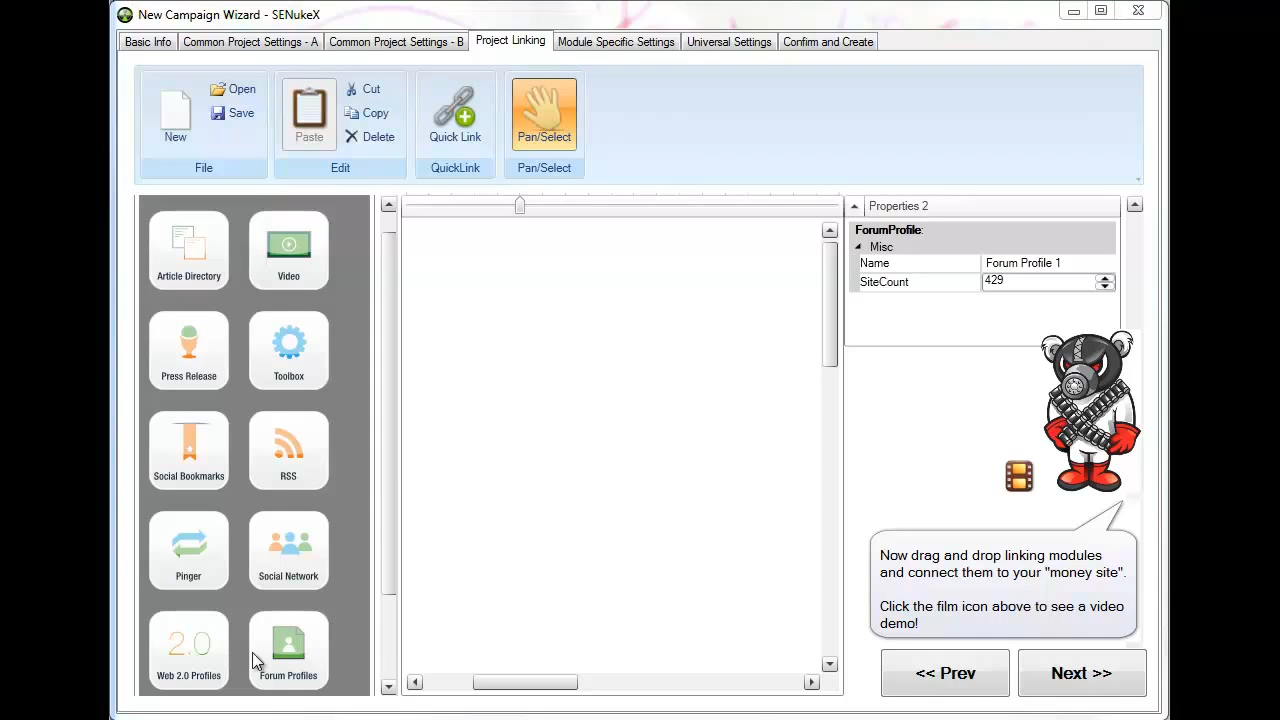 New Campaign Wizard - SENukeX
Basic Info
Common Project Settings - A
Common Project Settings - B
Project Linking
Module Specific Settings
Universal Settings
Confirm and Create
New
Open
Save
File
Paste
Cut
Copy
Delete
Edit
Quick Link
QuickLink
Pan/Select
Pan/Select
Article Directory
Video
Press Release
Toolbox
Social Bookmarks
RSS
Pinger
Social Network
2.0
Web 2.0 Profiles
Forum Profiles
Properties 2
ForumProfile:
Misc
Name Forum Profile 1
SiteCount 429
Now drag and drop linking modules
and connect them to your "money site".
Click the film icon above to see a video
demo!
<< Prev
Next >>